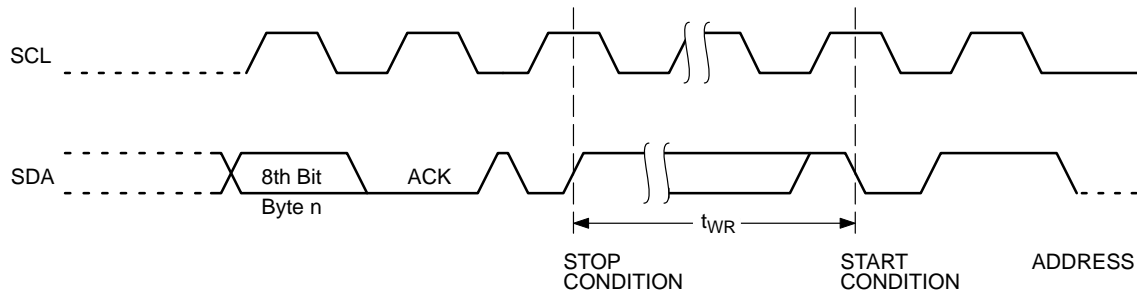 SCL
SDA
8th Bit
Byte n
ACK
tWR
STOP
CONDITION
START
CONDITION
ADDRESS